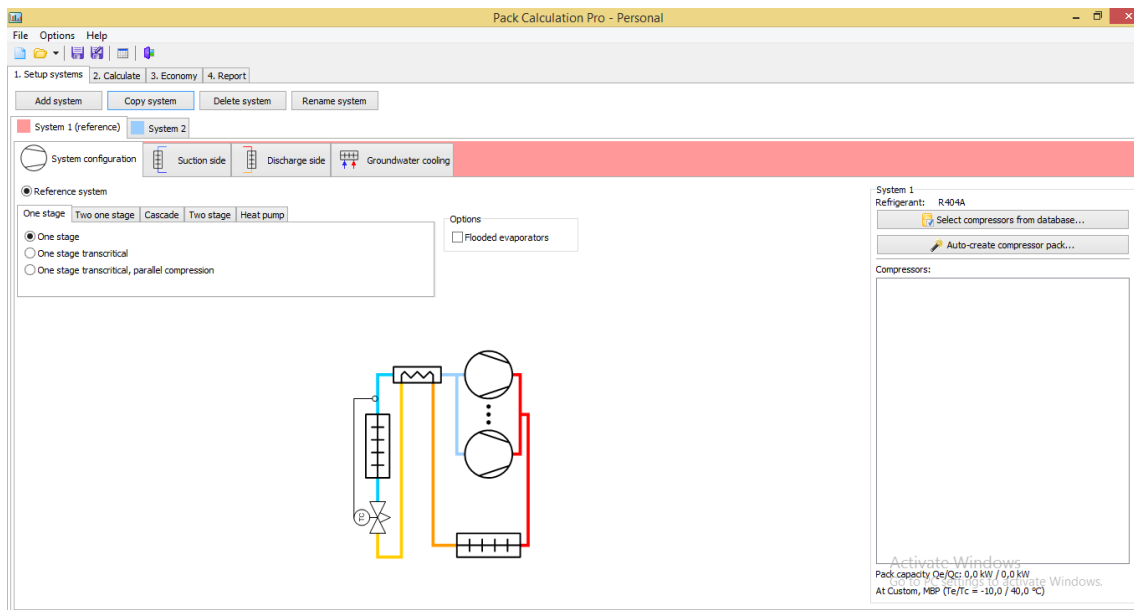 Pack Calculation Pro - Personal
File Options Help
1. Setup systems 2. Calculate 3. Economy 4. Report
Add system Copy system Delete system Rename system
System 1 (reference) System 2
System configuration Suction side Discharge side Groundwater cooling
Reference system
One stage Two one stage Cascade Two stage Heat pump
One stage
One stage transcritical
One stage transcritical, parallel compression
Options
Flooded evaporators
TC
System 1
Refrigerant: R404A
Select compressors from database...
Auto-create compressor pack...
Compressors:
Activate Windows
Go to PC settings to activate Windows.
Pack capacity Qe/Qc: 0,0 kW / 0,0 kW
At Custom, MBP (Te/Tc = -10,0 / 40,0 °C)